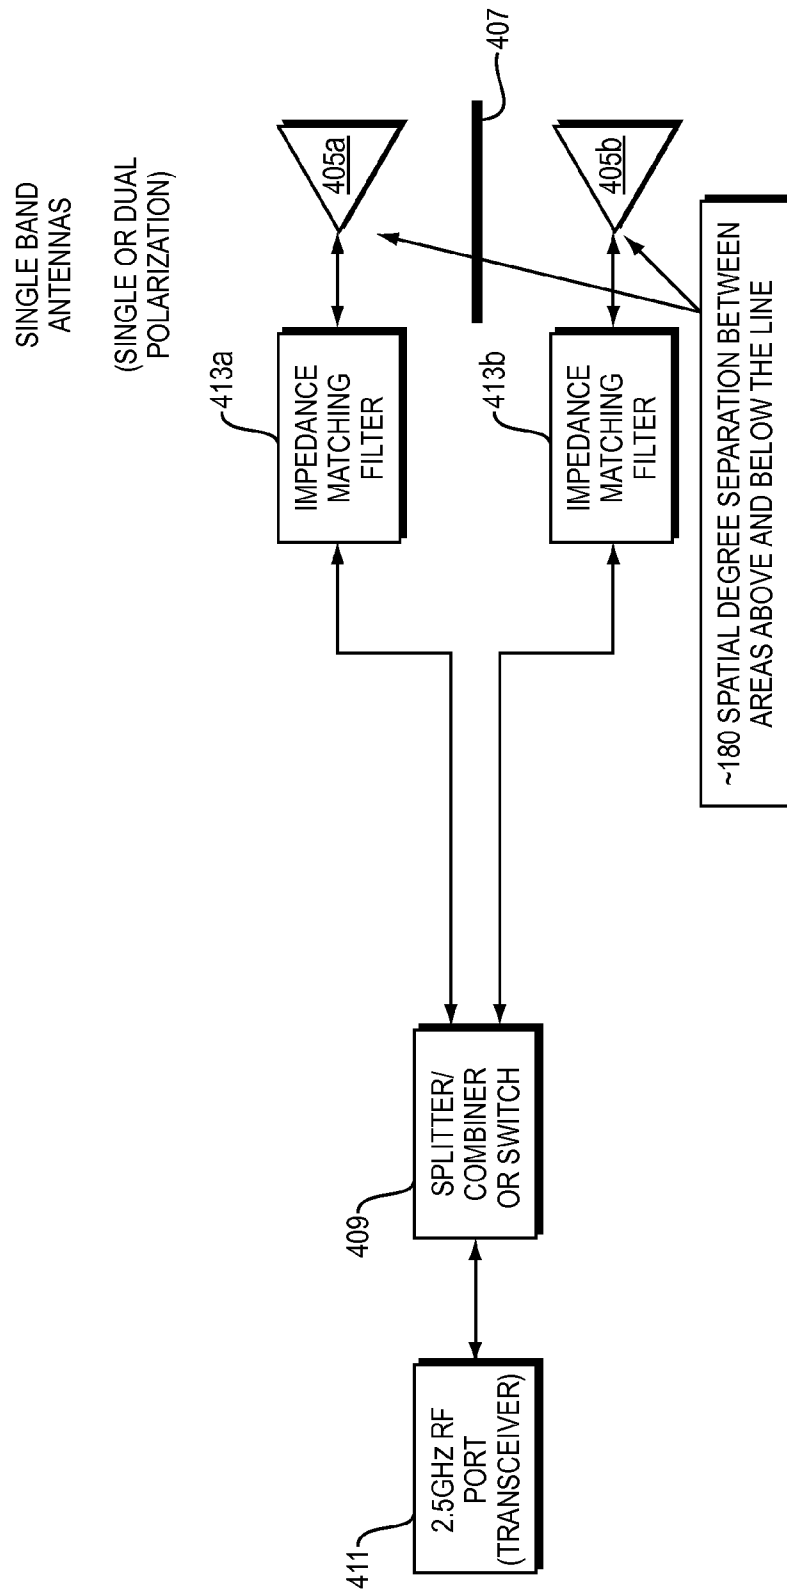 SINGLE BAND
ANTENNAS
(SINGLE OR DUAL
POLARIZATION)
411
2.5GHz RF
PORT
(TRANSCEIVER)
409
SPLITTER/
COMBINER
OR SWITCH
413a
IMPEDANCE
MATCHING
FILTER
405a
407
413b
IMPEDANCE
MATCHING
FILTER
405b
~180 SPATIAL DEGREE SEPARATION BETWEEN
AREAS ABOVE AND BELOW THE LINE